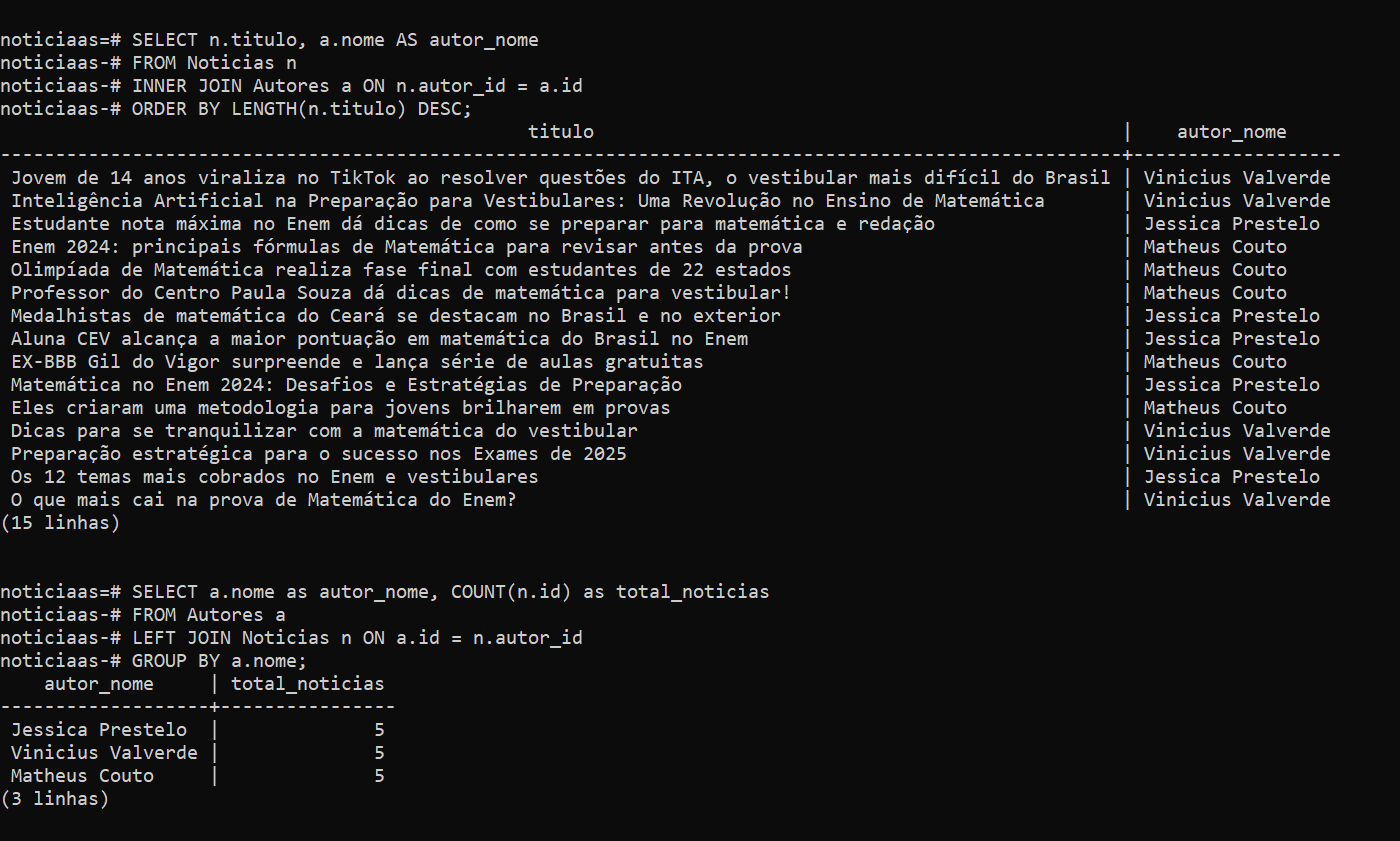 noticiaas=# SELECT n.titulo, a.nome AS autor_nome
noticiaas-# FROM Noticias n
noticiaas-# INNER JOIN Autores a ON n.autor_id = a.id
noticiaas-# ORDER BY LENGTH(n.titulo) DESC;
titulo | autor_nome
------------------------------------------------------------------------------------------------------+-------------------
Jovem de 14 anos viraliza no TikTok ao resolver questões do ITA, o vestibular mais difícil do Brasil | Vinicius Valverde
Inteligência Artificial na Preparação para Vestibulares: Uma Revolução no Ensino de Matemática | Vinicius Valverde
Estudante nota máxima no Enem dá dicas de como se preparar para matemática e redação | Jessica Prestelo
Enem 2024: principais fórmulas de Matemática para revisar antes da prova | Matheus Couto
Olimpíada de Matemática realiza fase final com estudantes de 22 estados | Matheus Couto
Professor do Centro Paula Souza dá dicas de matemática para vestibular! | Matheus Couto
Medalhistas de matemática do Ceará se destacam no Brasil e no exterior | Jessica Prestelo
Aluna CEV alcança a maior pontuação em matemática do Brasil no Enem | Jessica Prestelo
EX-BBB Gil do Vigor surpreende e lança série de aulas gratuitas | Matheus Couto
Matemática no Enem 2024: Desafios e Estratégias de Preparação | Jessica Prestelo
Eles criaram uma metodologia para jovens brilharem em provas | Matheus Couto
Dicas para se tranquilizar com a matemática do vestibular | Vinicius Valverde
Preparação estratégica para o sucesso nos Exames de 2025 | Vinicius Valverde
Os 12 temas mais cobrados no Enem e vestibulares | Jessica Prestelo
O que mais cai na prova de Matemática do Enem? | Vinicius Valverde
(15 linhas)
noticiaas=# SELECT a.nome as autor_nome, COUNT(n.id) as total_noticias
noticiaas-# FROM Autores a
noticiaas-# LEFT JOIN Noticias n ON a.id = n.autor_id
noticiaas-# GROUP BY a.nome;
autor_nome | total_noticias
-------------------+----------------
Jessica Prestelo | 5
Vinicius Valverde | 5
Matheus Couto | 5
(3 linhas)